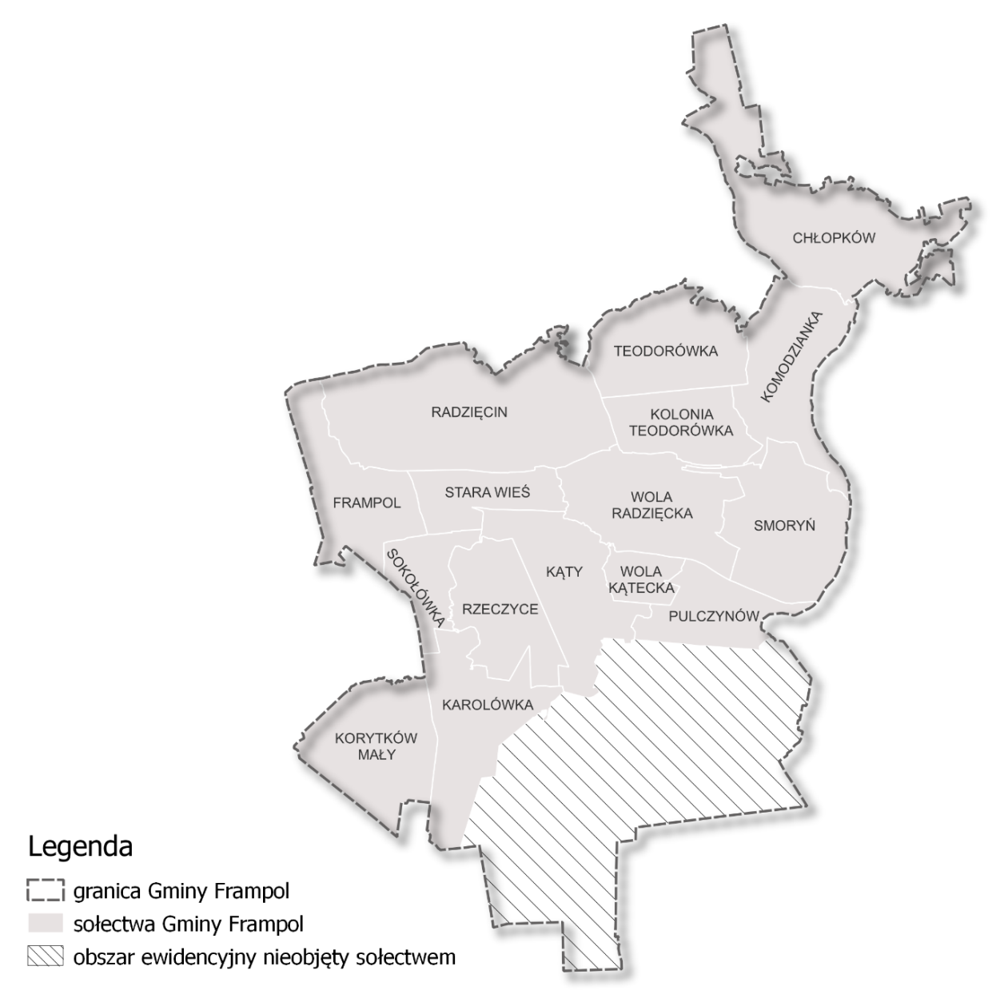 CHŁOPKÓW
KOMODZIANKA
TEODORÓWKA
RADZIĘCIN
KOLONIA
TEODORÓWKA
STARA WIEŚ
FRAMPOL
WOLA
RADZIĘCKA
SMORYŃ
SOKOŁÓWKA
KĄTY
WOLA
KĄTECKA
RZECZYCE
PULCZYNÓW
KAROLÓWKA
KORYTKÓW
MAŁY
Legenda
granica Gminy Frampol
sołectwa Gminy Frampol
obszar ewidencyjny nieobjęty sołectwem